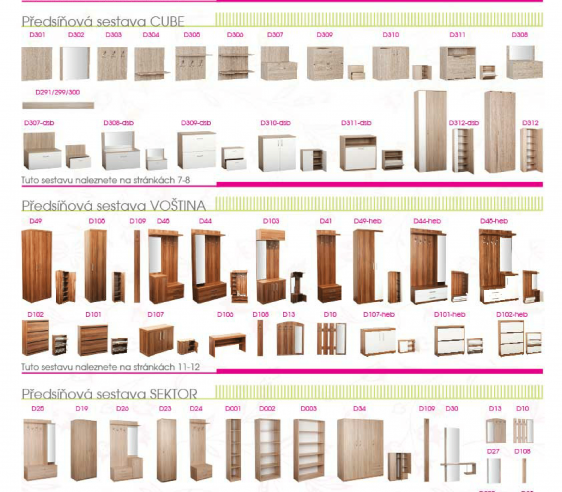 Předsíňová sestava CUBE
D301 D302 D303 D304 D305 D306 D307 D309 D310 D311 D308
D291/299/300
D307-dsb D308-dsb D309-dsb D310-dsb D311-dsb D312-dsb D312
Tuto sestavu naleznete na stránkách 7-8
Předsíňová sestava VOŠTINA
D49 D105 D109 D45 D44 D103 D41 D49-heb D44-heb D45-heb
D102 D101 D107 D106 D108 D13 D10 D107-heb D101-heb D102-heb
Tuto sestavu naleznete na stránkách 11-12
Předsíňová sestava SEKTOR
D25 D19 D26 D23 D24 D001 D002 D003 D34 D109 D30 D13 D10
D27 D108